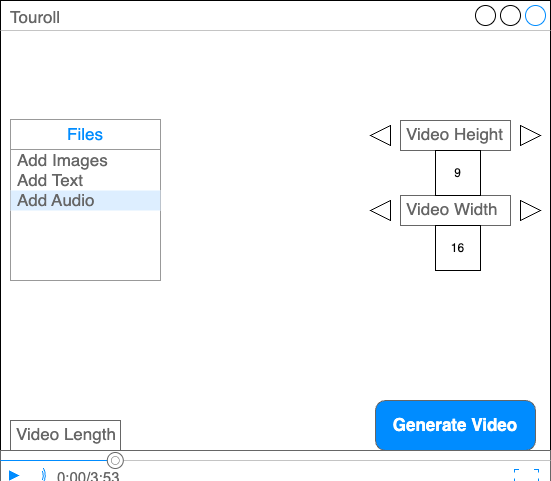 Touroll
Files
Add Images
Add Text
Add Audio
Video Height
9
Video Width
16
Generate Video
Video Length
0:00/3:53